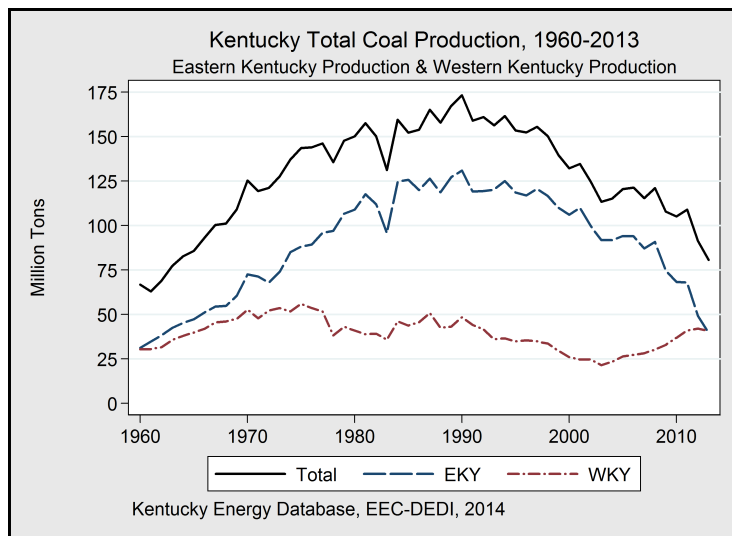 Kentucky Total Coal Production, 1960-2013
Eastern Kentucky Production & Western Kentucky Production
Million Tons
175
150
125
100
75
50
25
0
1960 1970 1980 1990 2000 2010
Total EKY WKY
Kentucky Energy Database, EEC-DEDI, 2014